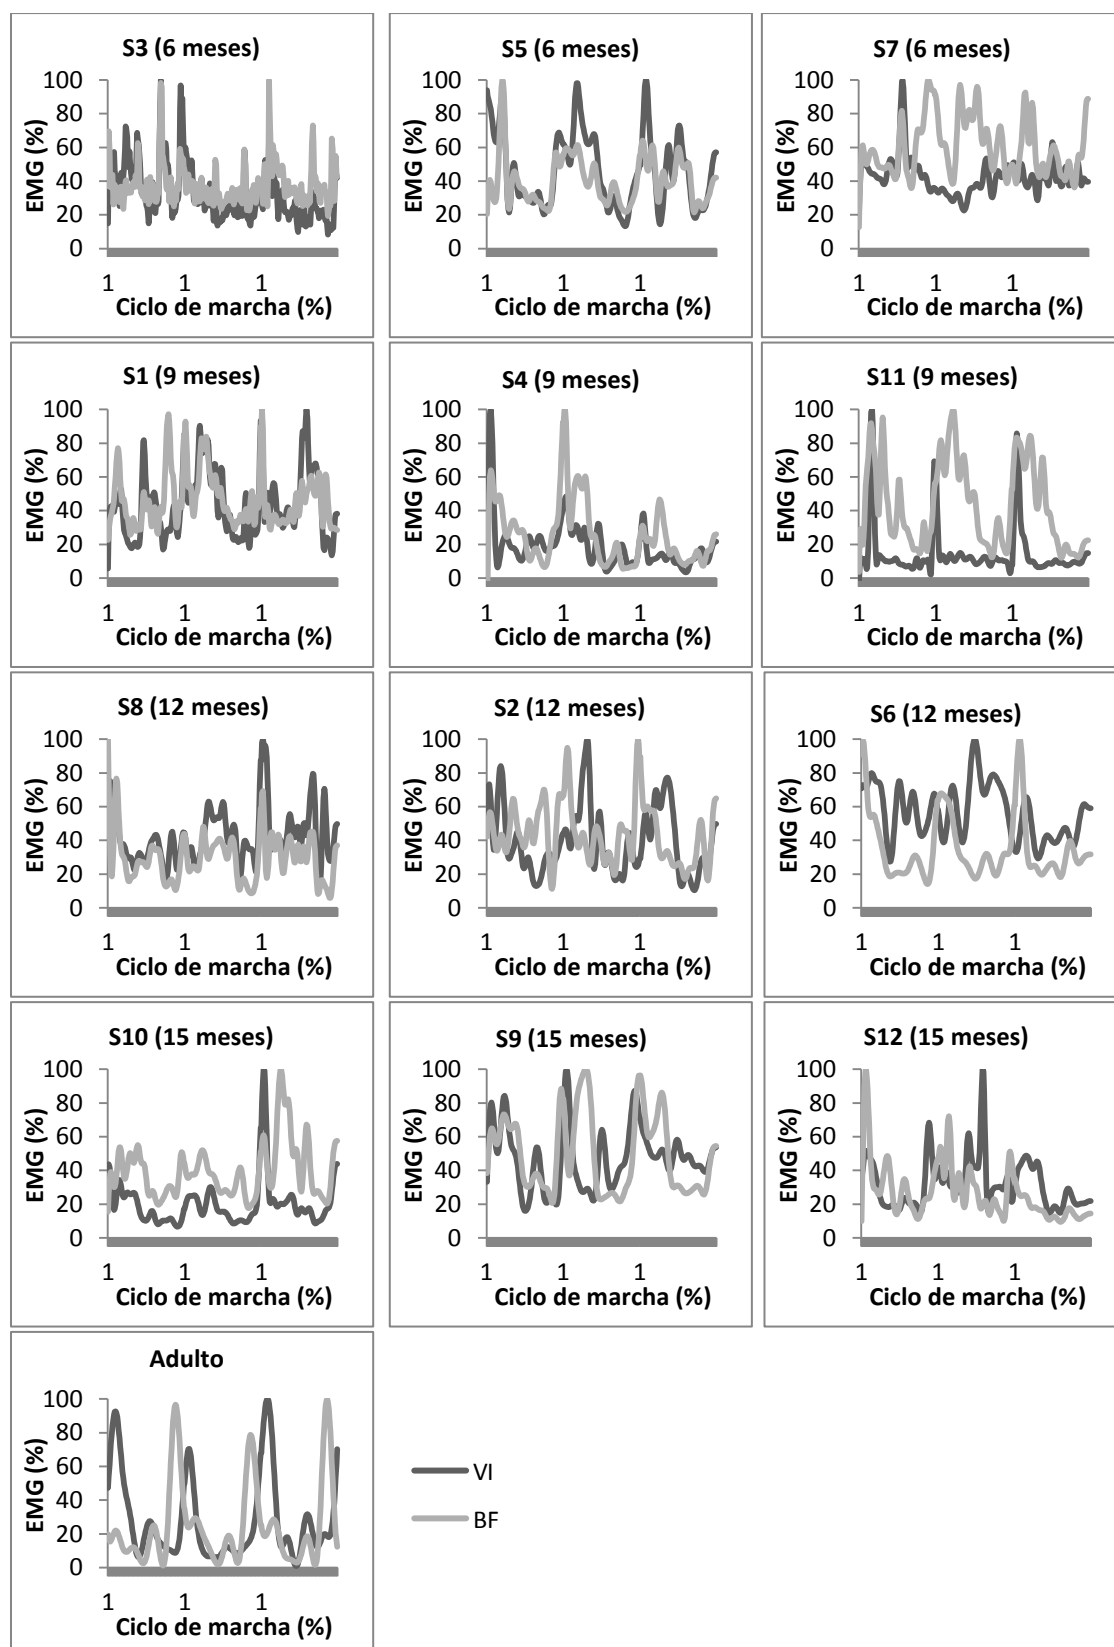 S3 (6 meses)
EMG (%)
100
80
60
40
20
0
1 1 1
Ciclo de marcha (%)
S5 (6 meses)
EMG (%)
100
80
60
40
20
0
1 1 1
Ciclo de marcha (%)
S7 (6 meses)
EMG (%)
100
80
60
40
20
0
1 1 1
Ciclo de marcha (%)
S1 (9 meses)
EMG (%)
100
80
60
40
20
0
1 1 1
Ciclo de marcha (%)
S4 (9 meses)
EMG (%)
100
80
60
40
20
0
1 1 1
Ciclo de marcha (%)
S11 (9 meses)
EMG (%)
100
80
60
40
20
0
1 1 1
Ciclo de marcha (%)
S8 (12 meses)
EMG (%)
100
80
60
40
20
0
1 1 1
Ciclo de marcha (%)
S2 (12 meses)
EMG (%)
100
80
60
40
20
0
1 1 1
Ciclo de marcha (%)
S6 (12 meses)
EMG (%)
100
80
60
40
20
0
1 1 1
Ciclo de marcha (%)
S10 (15 meses)
EMG (%)
100
80
60
40
20
0
1 1 1
Ciclo de marcha (%)
S9 (15 meses)
EMG (%)
100
80
60
40
20
0
1 1 1
Ciclo de marcha (%)
S12 (15 meses)
EMG (%)
100
80
60
40
20
0
1 1 1
Ciclo de marcha (%)
Adulto
EMG (%)
100
80
60
40
20
0
1 1 1
Ciclo de marcha (%)
VI
BF